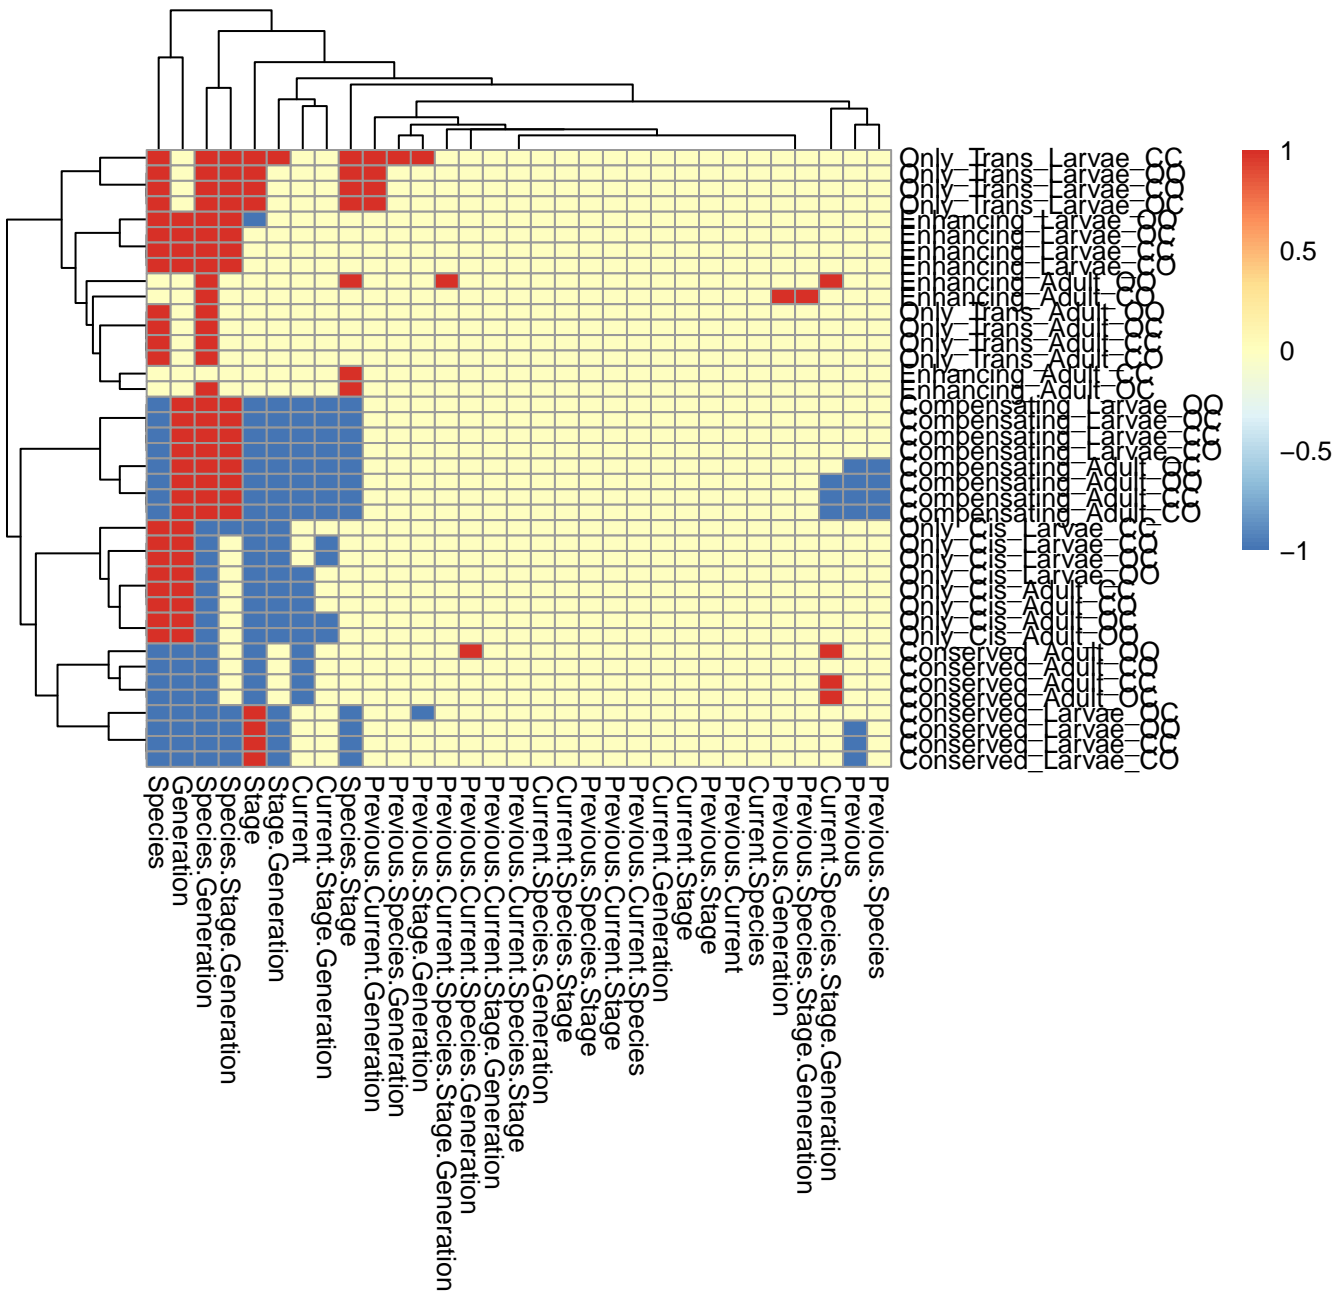 Only_Trans_Larvae_CC
Only_Trans_Larvae_OO
Only_Trans_Larvae_CO
Only_Trans_Larvae_OC
Enhancing_Larvae_OO
Enhancing_Larvae_OC
Enhancing_Larvae_CC
Enhancing_Larvae_CO
Enhancing_Adult_OO
Enhancing_Adult_CO
Only_Trans_Adult_OO
Only_Trans_Adult_OC
Only_Trans_Adult_CC
Only_Trans_Adult_CO
Enhancing_Adult_CC
Enhancing_Adult_OC
Compensating_Larvae_OO
Compensating_Larvae_OC
Compensating_Larvae_CC
Compensating_Larvae_CO
Compensating_Adult_OC
Compensating_Adult_OO
Compensating_Adult_CC
Compensating_Adult_CO
Only_Cis_Larvae_CC
Only_Cis_Larvae_CO
Only_Cis_Larvae_OC
Only_Cis_Larvae_OO
Only_Cis_Adult_CC
Only_Cis_Adult_CO
Only_Cis_Adult_OC
Only_Cis_Adult_OO
Conserved_Adult_OO
Conserved_Adult_CO
Conserved_Adult_CC
Conserved_Adult_OC
Conserved_Larvae_OC
Conserved_Larvae_OO
Conserved_Larvae_CC
Conserved_Larvae_CO
1
0.5
0
−0.5
−1
Species
Generation
Species.Generation
Species.Stage.Generation
Stage
Stage.Generation
Current
Current.Stage.Generation
Species.Stage
Previous.Current.Generation
Previous.Species.Generation
Previous.Stage.Generation
Previous.Current.Species.Stage.Generation
Previous.Current.Species.Generation
Previous.Current.Stage.Generation
Previous.Current.Species.Stage
Current.Species.Generation
Current.Species.Stage
Previous.Species.Stage
Previous.Current.Stage
Previous.Current.Species
Current.Generation
Current.Stage
Previous.Stage
Previous.Current
Current.Species
Previous.Generation
Previous.Species.Stage.Generation
Current.Species.Stage.Generation
Previous
Previous.Species